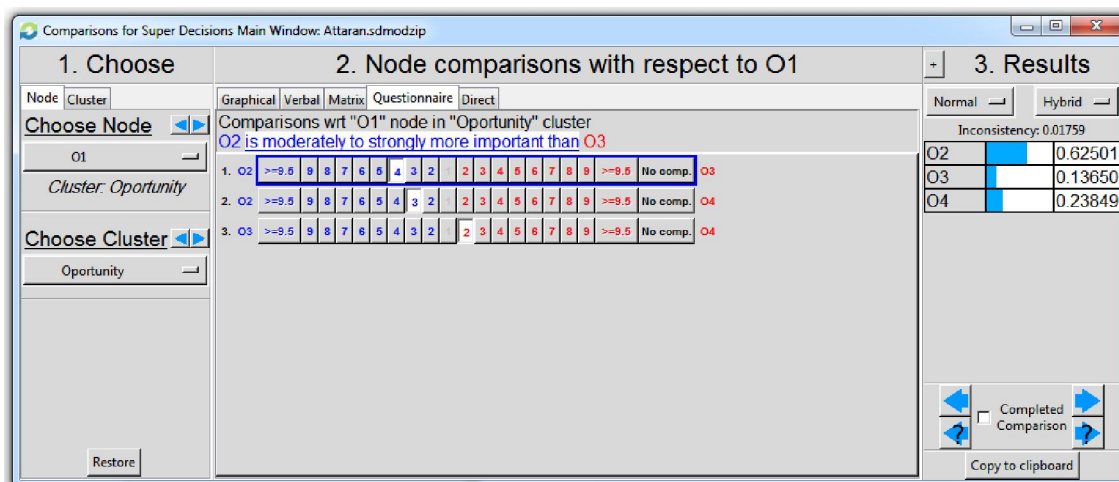 Comparisons for Super Decisions Main Window: Attaran.sdmodzip
1. Choose
2. Node comparisons with respect to O1
+ 3. Results
Node Cluster
Graphical Verbal Matrix Questionnaire Direct
Normal Hybrid
Choose Node
Comparisons wrt "O1" node in "Oportunity" cluster
O2 is moderately to strongly more important than O3
Inconsistency: 0.01759
O1
Cluster: Oportunity
1. O2 >=9.5 9 8 7 6 5 4 3 2 1 2 3 4 5 6 7 8 9 >=9.5 No comp. O3
2. O2 >=9.5 9 8 7 6 5 4 3 2 1 2 3 4 5 6 7 8 9 >=9.5 No comp. O4
3. O3 >=9.5 9 8 7 6 5 4 3 2 1 2 3 4 5 6 7 8 9 >=9.5 No comp. O4
O2 0.62501
O3 0.13650
O4 0.23849
Choose Cluster
Oportunity
Completed
Comparison
? ?
Restore
Copy to clipboard